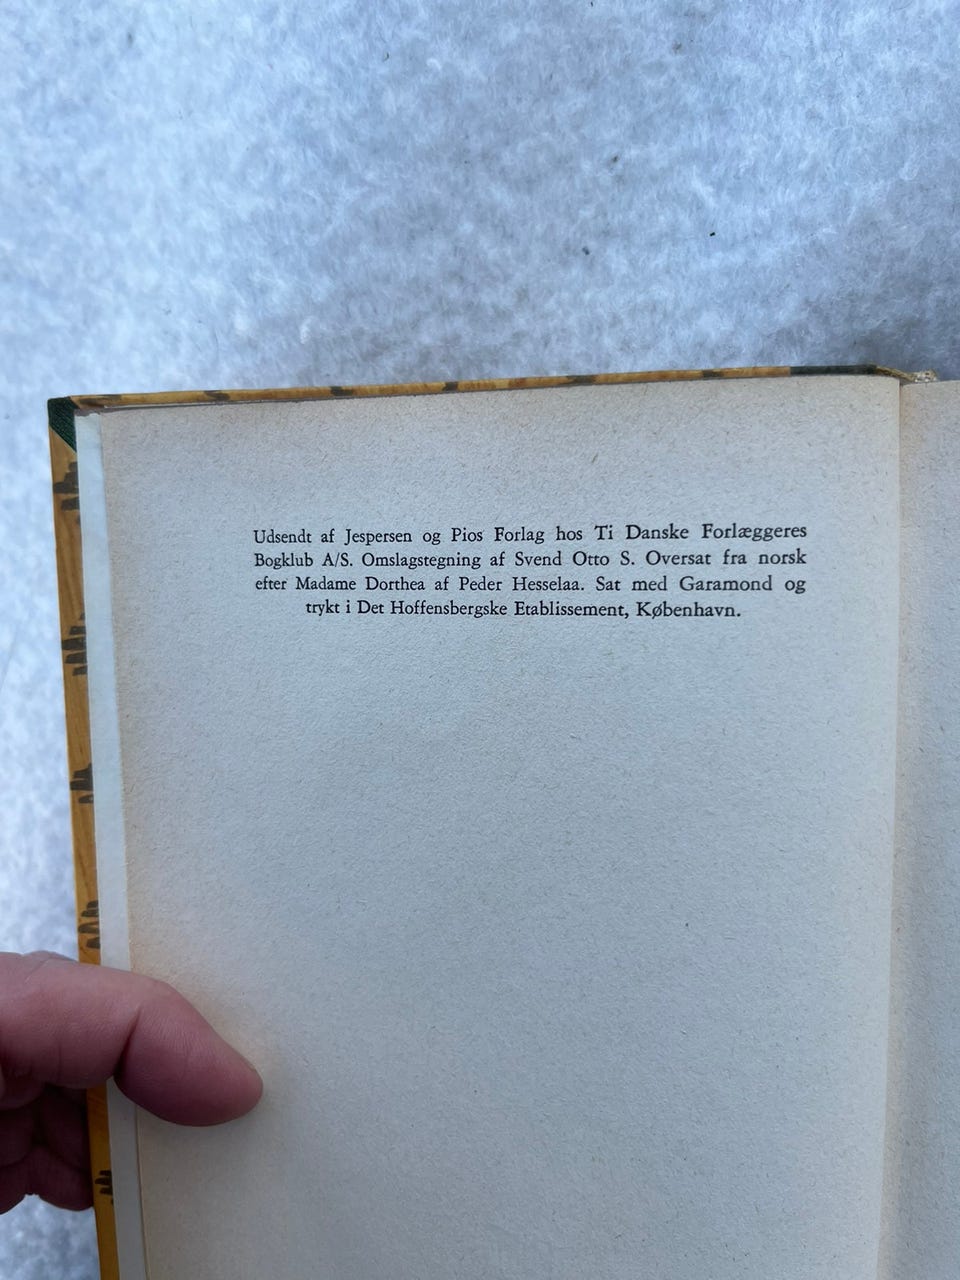 Udsendt af Jespersen og Pios Forlag hos Ti Danske Forlæggeres
Bogklub A/S. Omslagstegning af Svend Otto S. Oversat fra norsk
efter Madame Dorthea af Peder Hesselaa. Sat med Garamond og
trykt i Det Hoffensbergske Etablissement, København.